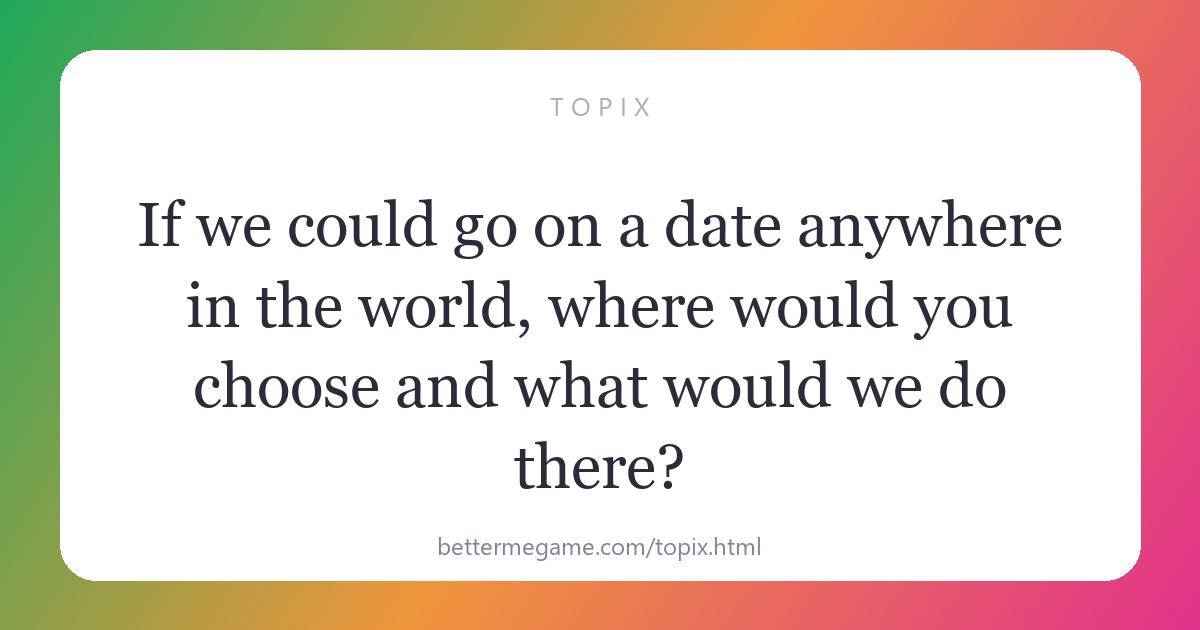 TOPIX
If we could go on a date anywhere
in the world, where would you
choose and what would we do
there?
bettermegame.com/topix.html